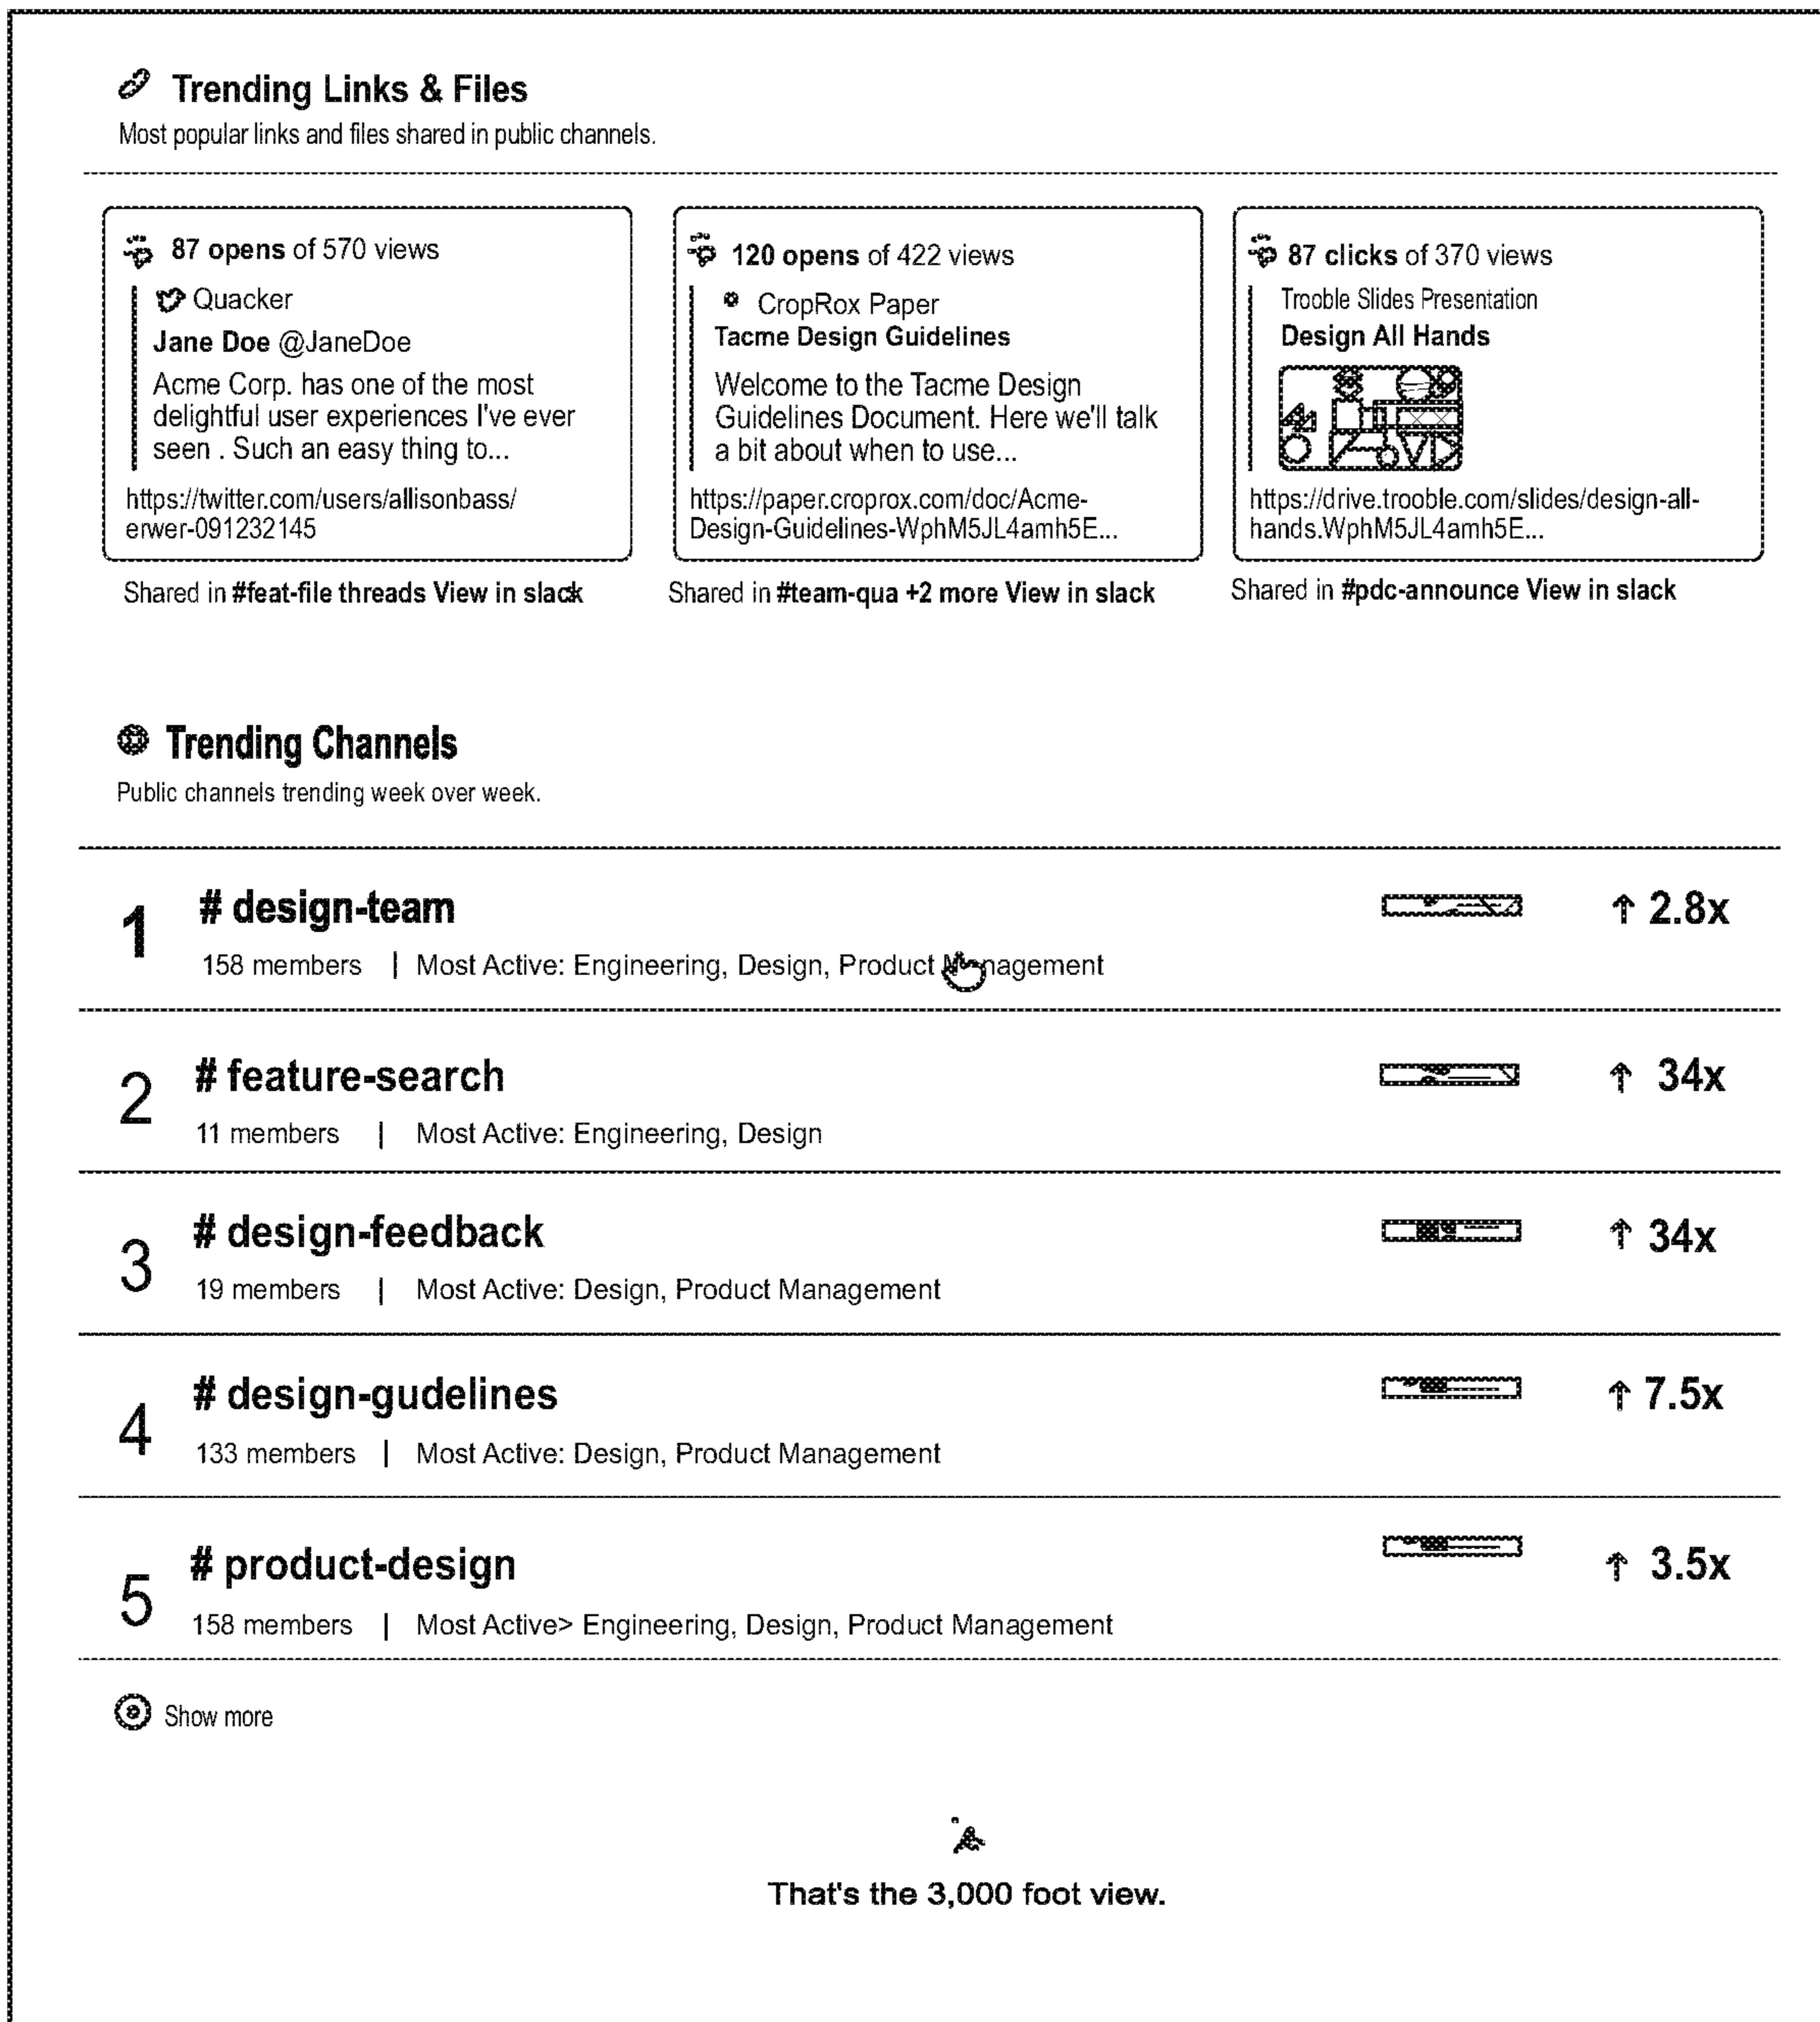 Trending Links & Files
Most popular links and files shared in public channels.
87 opens of 570 views
Quacker
Jane Doe @JaneDoe
Acme Corp. has one of the most
delightful user experiences I've ever
seen . Such an easy thing to...
https://twitter.com/users/allisonbass/
erwer-091232145
Shared in #feat-file threads View in slack
120 opens of 422 views
CropRox Paper
Tacme Design Guidelines
Welcome to the Tacme Design
Guidelines Document. Here we'll talk
a bit about when to use...
https://paper.croprox.com/doc/Acme-
Design-Guidelines-WphM5JL4amh5E...
Shared in #team-qua +2 more View in slack
87 clicks of 370 views
Trooble Slides Presentation
Design All Hands
https://drive.trooble.com/slides/design-all-
hands.WphM5JL4amh5E...
Shared in #pdc-announce View in slack
Trending Channels
Public channels trending week over week.
1 # design-team ↑ 2.8x
158 members | Most Active: Engineering, Design, Product Management
2 # feature-search ↑ 34x
11 members | Most Active: Engineering, Design
3 # design-feedback ↑ 34x
19 members | Most Active: Design, Product Management
4 # design-gudelines ↑ 7.5x
133 members | Most Active: Design, Product Management
5 # product-design ↑ 3.5x
158 members | Most Active> Engineering, Design, Product Management
Show more
That's the 3,000 foot view.